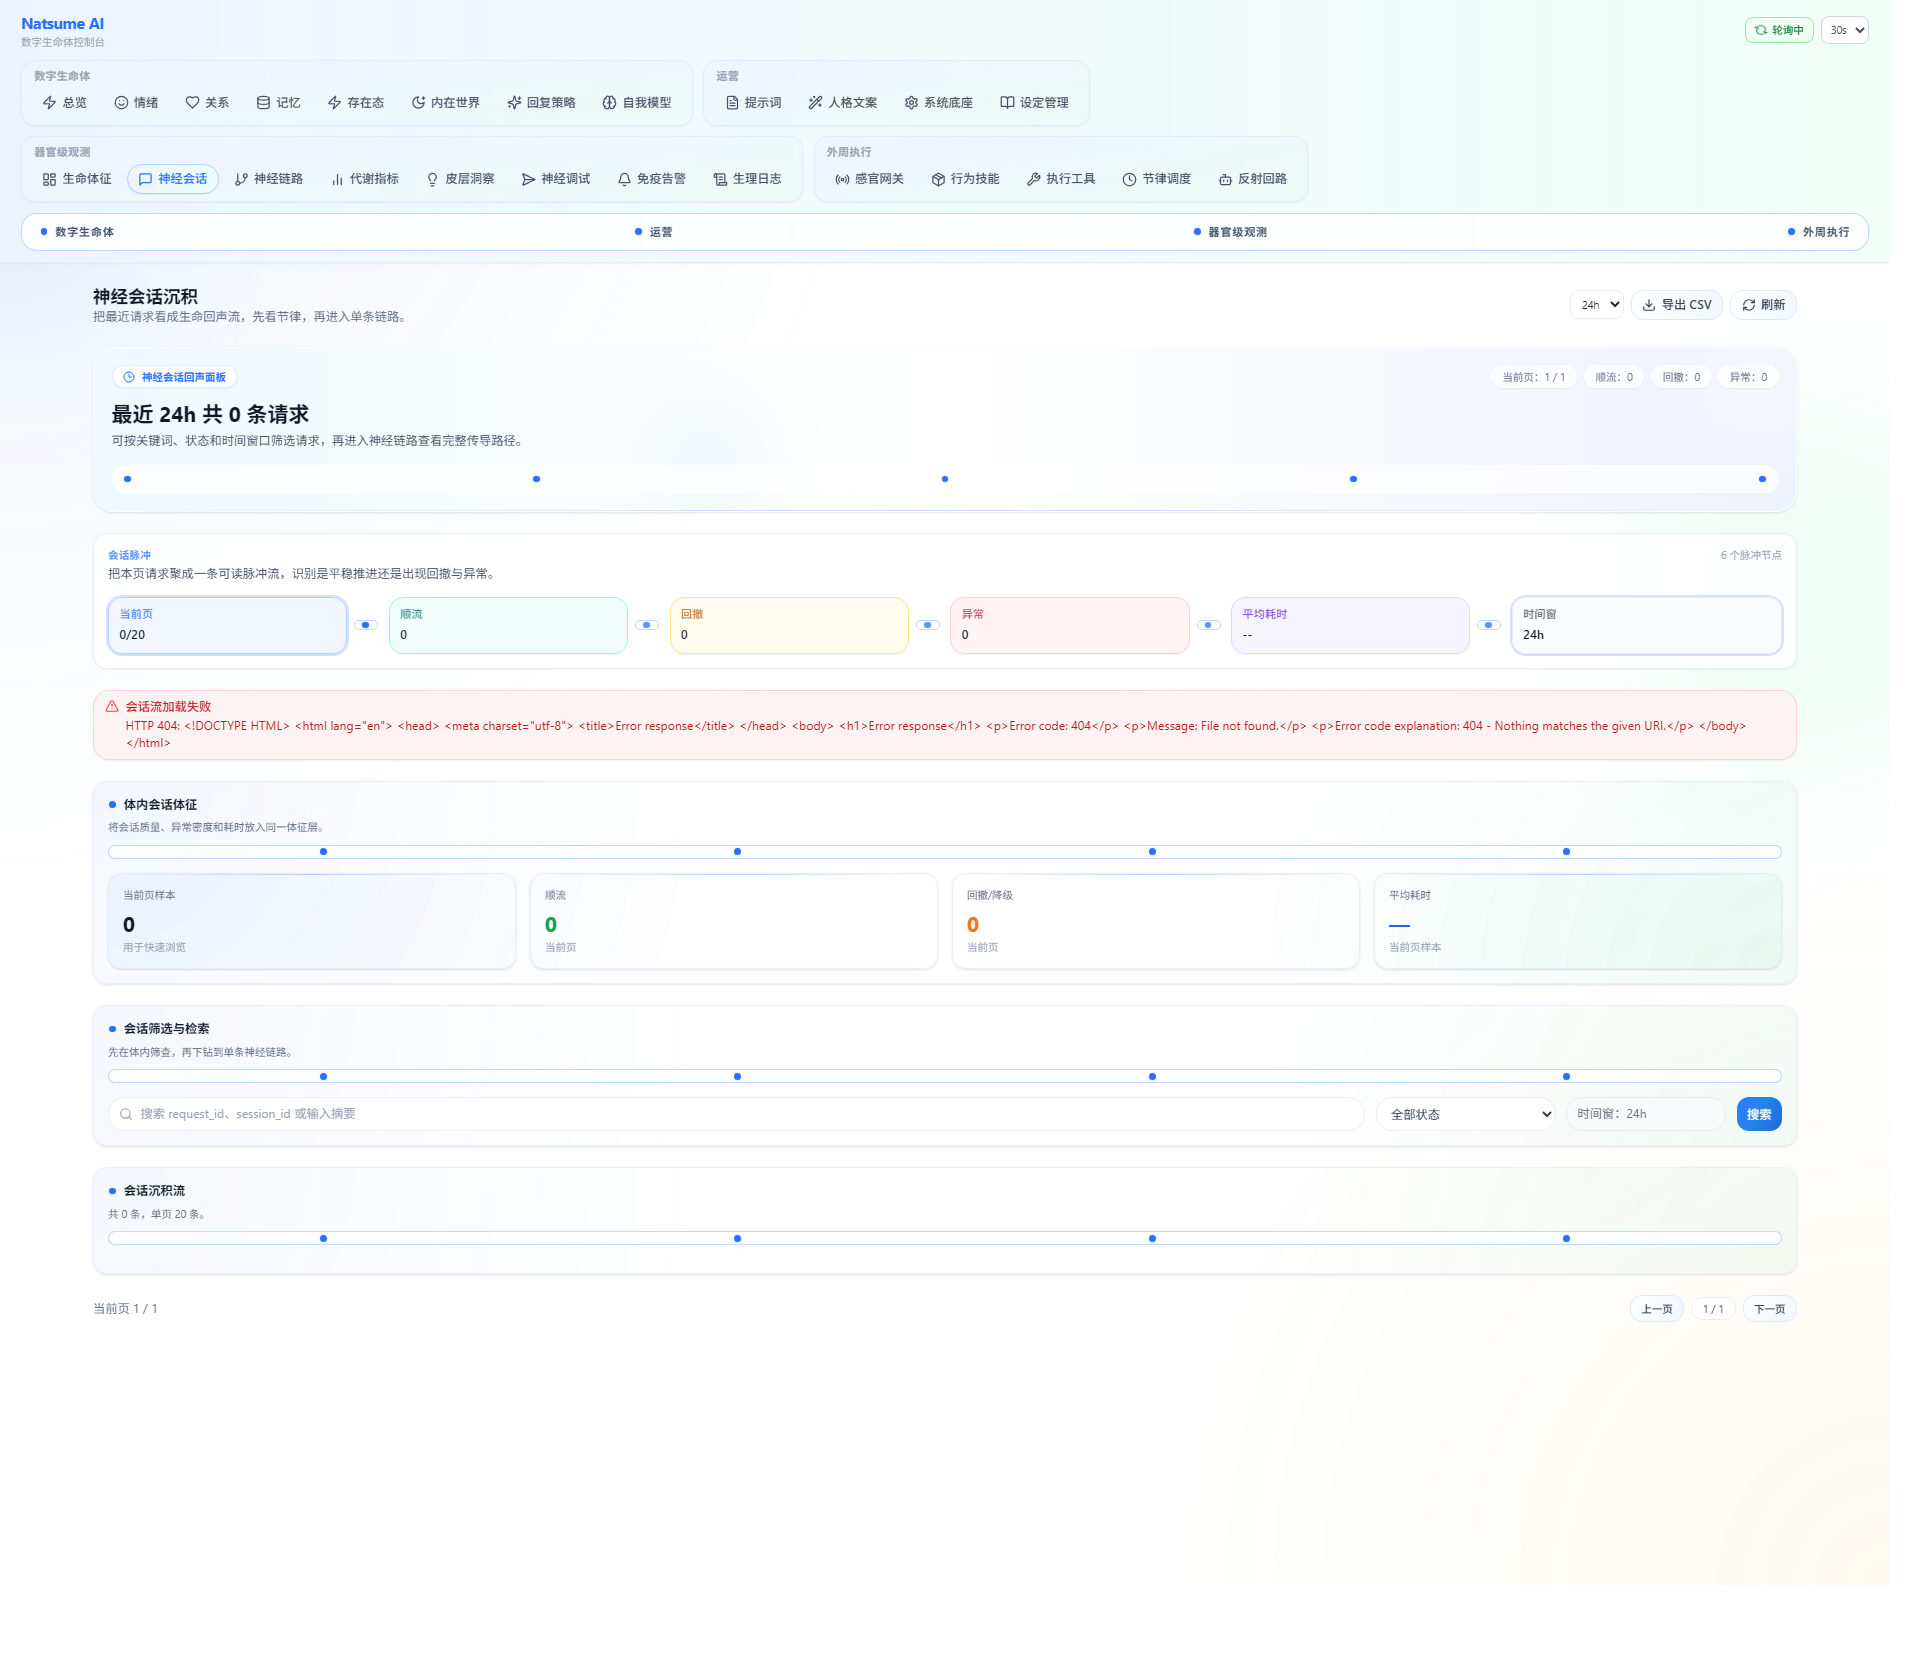 Natsume AI
数字生命体控制台
轮询中
30s
数字生命体
总览 情绪 关系 记忆 存在态 内在世界 回复策略 自我模型
运营
提示词 人格文案 系统底座 设定管理
器官级观测
生命体征 神经会话 神经链路 代谢指标 皮层洞察 神经调试 免疫告警 生理日志
外周执行
感官网关 行为技能 执行工具 节律调度 反射回路
数字生命体 运营 器官级观测 外周执行
神经会话沉积
把最近请求看成生命回声流，先看节律，再进入单条链路。
24h 导出 CSV 刷新
神经会话回声面板
当前页：1 / 1 顺流：0 回撤：0 异常：0
最近 24h 共 0 条请求
可按关键词、状态和时间窗口筛选请求，再进入神经链路查看完整传导路径。
会话脉冲
6 个脉冲节点
把本页请求聚成一条可读脉冲流，识别是平稳推进还是出现回撤与异常。
当前页
0/20
顺流
0
回撤
0
异常
0
平均耗时
--
时间窗
24h
会话流加载失败
HTTP 404: <!DOCTYPE HTML> <html lang="en"> <head> <meta charset="utf-8"> <title>Error response</title> </head> <body> <h1>Error response</h1> <p>Error code: 404</p> <p>Message: File not found.</p> <p>Error code explanation: 404 - Nothing matches the given URI.</p> </body>
</html>
体内会话体征
将会话质量、异常密度和耗时放入同一体征层。
当前页样本
0
用于快速浏览
顺流
0
当前页
回撤/降级
0
当前页
平均耗时
—
当前页样本
会话筛选与检索
先在体内筛查，再下钻到单条神经链路。
搜索 request_id、session_id 或输入摘要
全部状态
时间窗：24h
搜索
会话沉积流
共 0 条，单页 20 条。
当前页 1 / 1
上一页 1 / 1 下一页